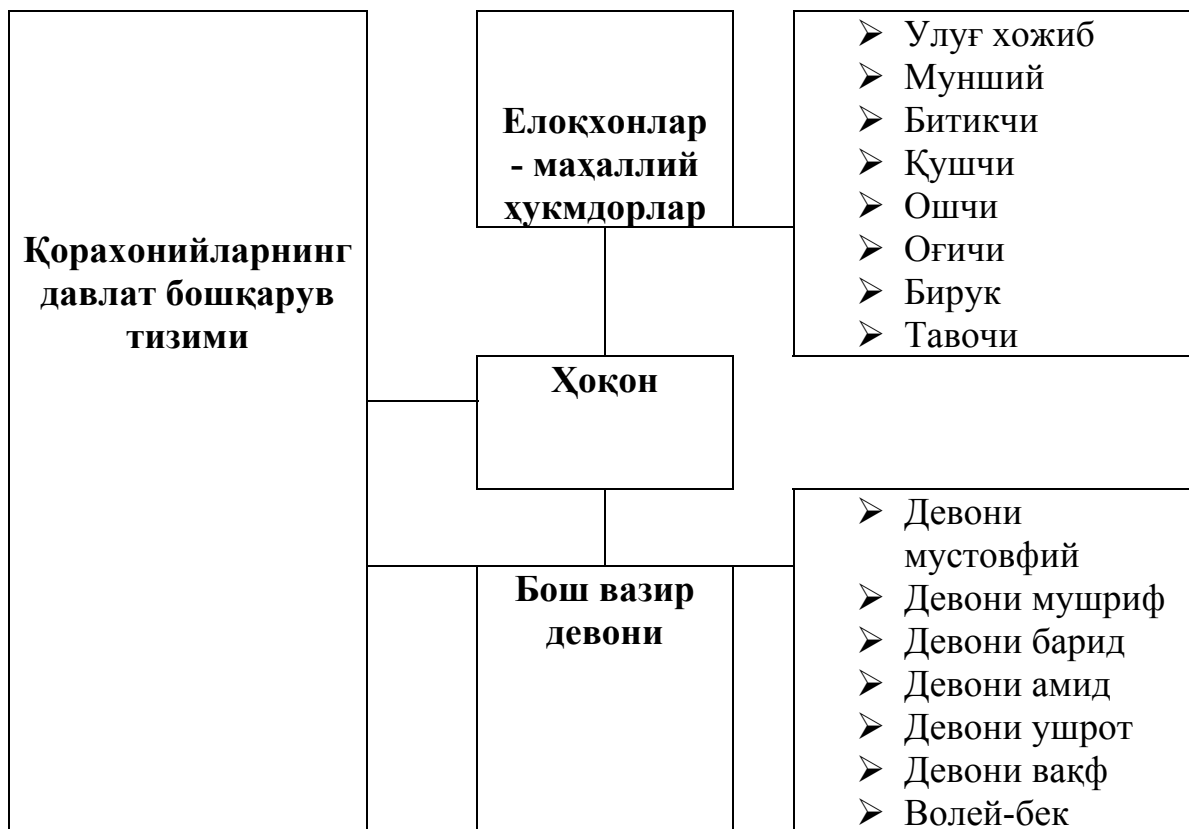 Қорахонийларнинг
давлат бошқарув
тизими
Елоқхонлар
- маҳаллий
ҳукмдорлар
➢ Улуғ хожиб
➢ Мунший
➢ Битикчи
➢ Қушчи
➢ Ошчи
➢ Оғичи
➢ Бирук
➢ Тавочи
Ҳоқон
Бош вазир
девони
➢ Девони
мустовфий
➢ Девони мушриф
➢ Девони барид
➢ Девони амид
➢ Девони ушрот
➢ Девони вақф
➢ Волей-бек